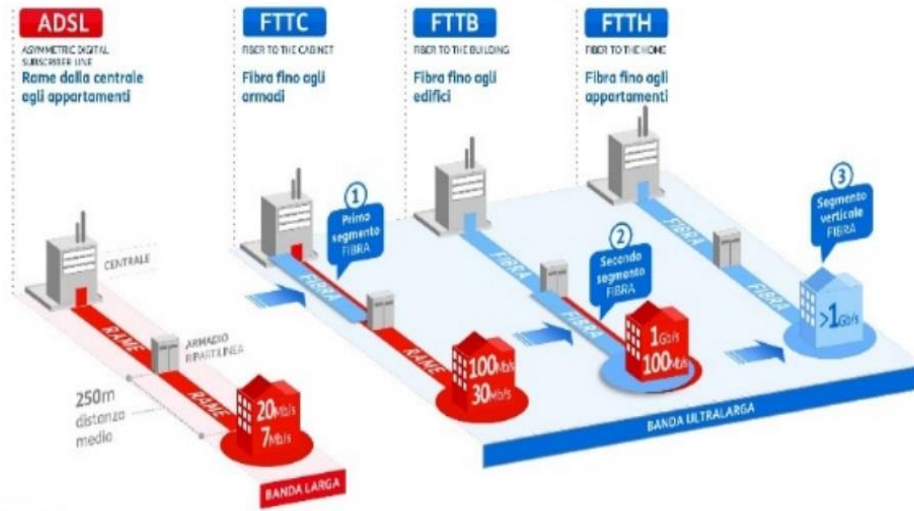 ADSL
ASYMMETRIC DIGITAL
SUBSCRIBER LINE
Rame dalla centrale
agli appartamenti
FTTC
FIBER TO THE CABINET
Fibra fino agli
armadi
FTTB
FIBER TO THE BUILDING
Fibra fino agli
edifici
FTTH
FIBER TO THE HOME
Fibra fino agli
appartamenti
CENTRALE
RAME
ARMADIO
RIPARTILINEA
RAME
250m
distanza
media
20Mb/s
7Mb/s
BANDA LARGA
1
Primo
segmento
FIBRA
FIBRA
RAME
100Mb/s
30Mb/s
FIBRA
2
Secondo
segmento
FIBRA
FIBRA
1Gb/s
100Mb/s
FIBRA
3
Segmento
verticale
FIBRA
FIBRA
>1Gb/s
BANDA ULTRALARGA